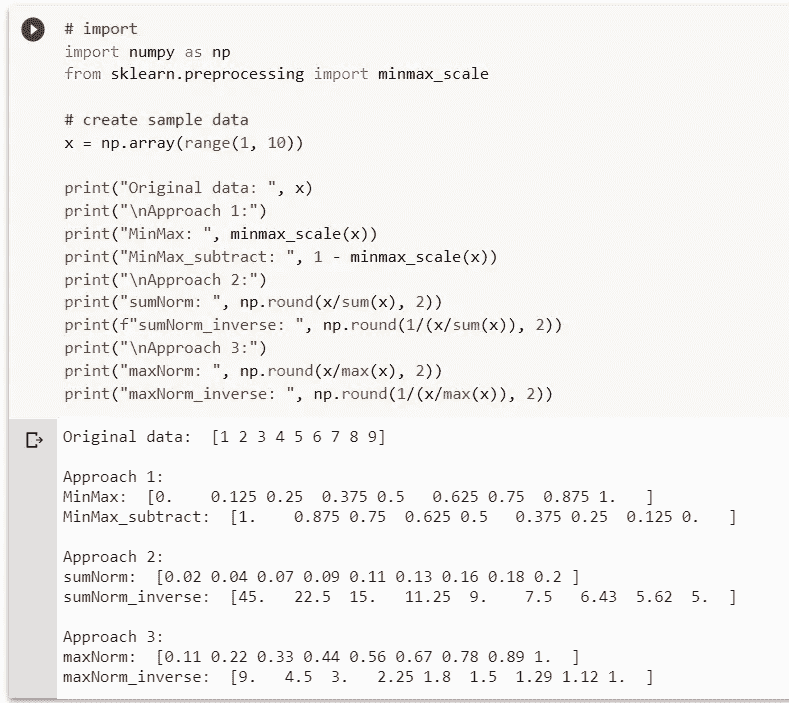 # import
import numpy as np
from sklearn.preprocessing import minmax_scale
# create sample data
x = np.array(range(1, 10))
print("Original data: ", x)
print("\nApproach 1:")
print("MinMax: ", minmax_scale(x))
print("MinMax_subtract: ", 1 - minmax_scale(x))
print("\nApproach 2:")
print("sumNorm: ", np.round(x/sum(x), 2))
print(f"sumNorm_inverse: ", np.round(1/(x/sum(x)), 2))
print("\nApproach 3:")
print("maxNorm: ", np.round(x/max(x), 2))
print("maxNorm_inverse: ", np.round(1/(x/max(x)), 2))
Original data:  [1 2 3 4 5 6 7 8 9]
Approach 1:
MinMax:  [0.    0.125 0.25  0.375 0.5   0.625 0.75  0.875 1.   ]
MinMax_subtract:  [1.    0.875 0.75  0.625 0.5   0.375 0.25  0.125 0.   ]
Approach 2:
sumNorm:  [0.02 0.04 0.07 0.09 0.11 0.13 0.16 0.18 0.2 ]
sumNorm_inverse:  [45.   22.5  15.   11.25  9.    7.5   6.43  5.62  5.  ]
Approach 3:
maxNorm:  [0.11 0.22 0.33 0.44 0.56 0.67 0.78 0.89 1.  ]
maxNorm_inverse:  [9.   4.5  3.   2.25 1.8  1.5  1.29 1.12 1.  ]